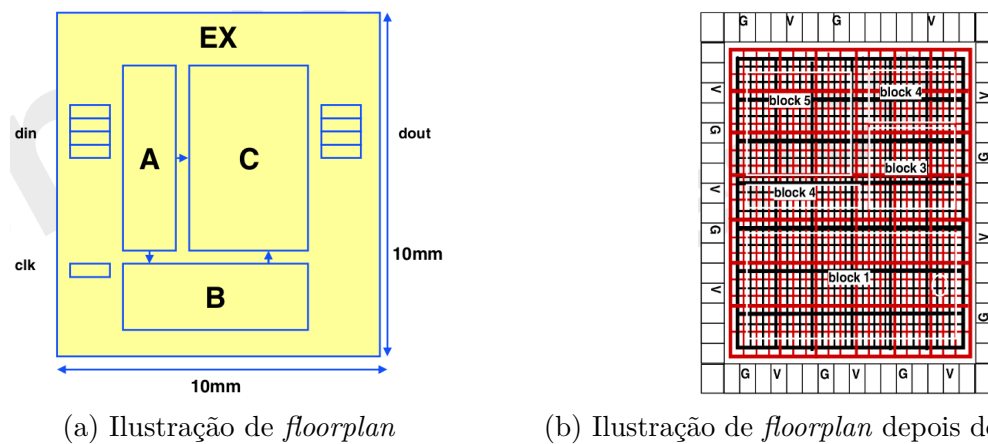 EX
din
dout
A
C
clk
10mm
B
10mm
(a) Ilustração de floorplan
G V G V
V
G
V
G
V
V
G
V
G
block 5
block 4
block 3
block 4
block 1
G V G V G V
(b) Ilustração de floorplan depois d